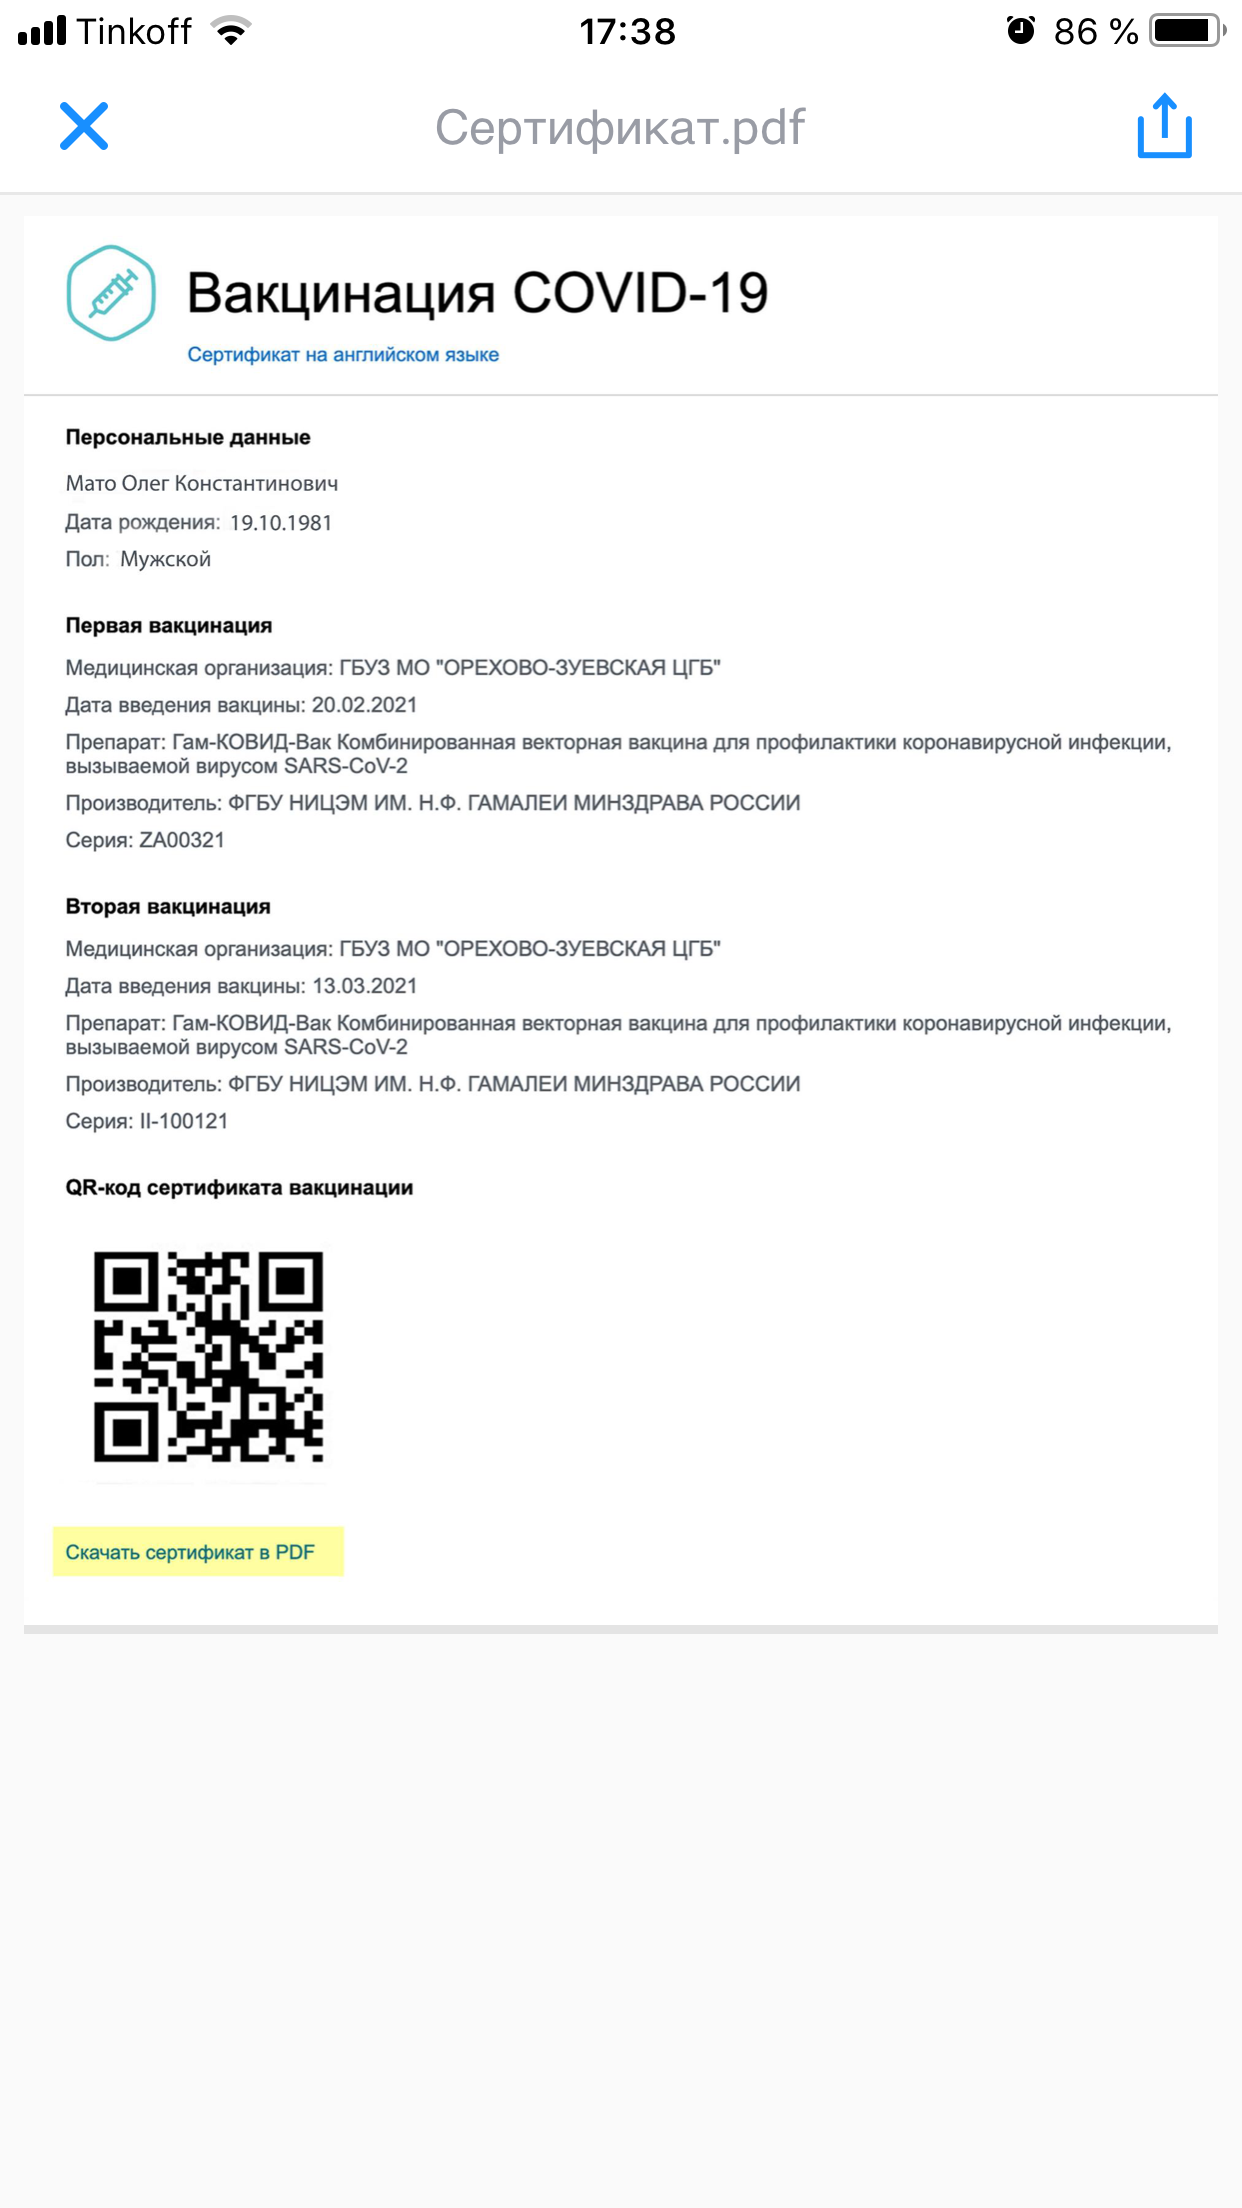 Tinkoff 17:38 86 %
Сертификат.pdf
Вакцинация COVID-19
Сертификат на английском языке
Персональные данные
Мато Олег Константинович
Дата рождения: 19.10.1981
Пол: Мужской
Первая вакцинация
Медицинская организация: ГБУЗ МО "ОРЕХОВО-ЗУЕВСКАЯ ЦГБ"
Дата введения вакцины: 20.02.2021
Препарат: Гам-КОВИД-Вак Комбинированная векторная вакцина для профилактики коронавирусной инфекции,
вызываемой вирусом SARS-CoV-2
Производитель: ФГБУ НИЦЭМ ИМ. Н.Ф. ГАМАЛЕИ МИНЗДРАВА РОССИИ
Серия: ZA00321
Вторая вакцинация
Медицинская организация: ГБУЗ МО "ОРЕХОВО-ЗУЕВСКАЯ ЦГБ"
Дата введения вакцины: 13.03.2021
Препарат: Гам-КОВИД-Вак Комбинированная векторная вакцина для профилактики коронавирусной инфекции,
вызываемой вирусом SARS-CoV-2
Производитель: ФГБУ НИЦЭМ ИМ. Н.Ф. ГАМАЛЕИ МИНЗДРАВА РОССИИ
Серия: II-100121
QR-код сертификата вакцинации
Скачать сертификат в PDF